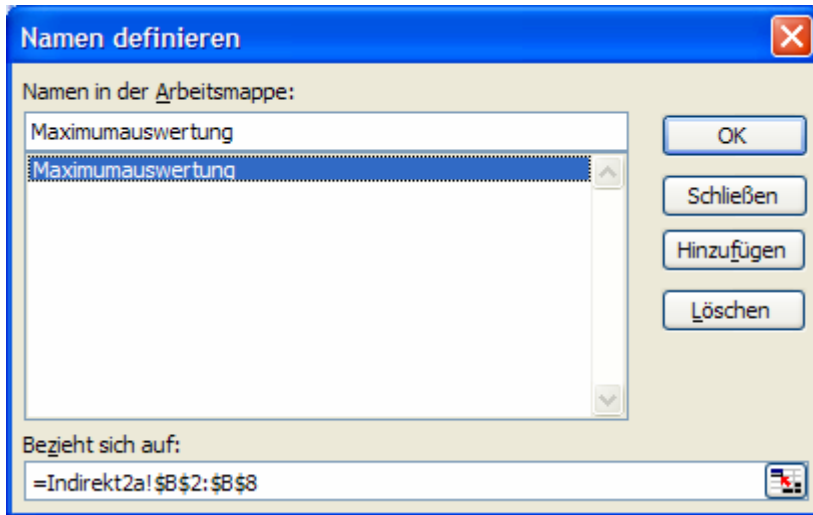 Namen definieren
Namen in der Arbeitsmappe:
Maximumauswertung
Maximumauswertung
OK
Schließen
Hinzufügen
Löschen
Bezieht sich auf:
=Indirekt2a!$B$2:$B$8